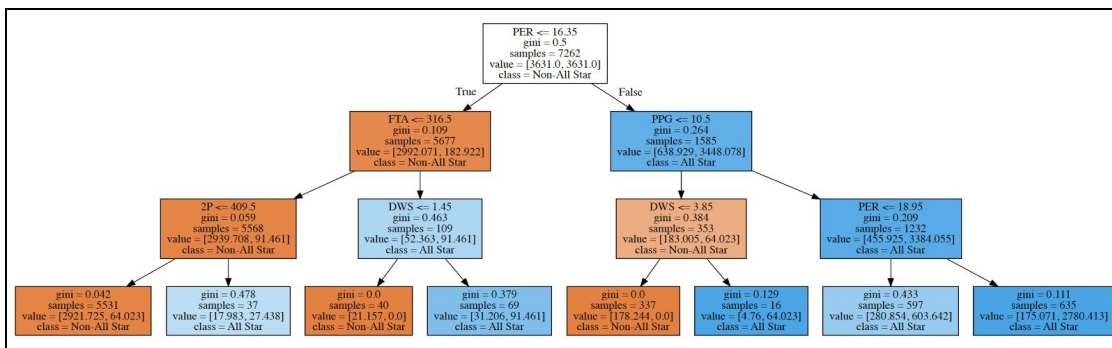 PER <= 16.35
gini = 0.5
samples = 7262
value = [3631.0, 3631.0]
class = Non-All Star
True
False
FTA <= 316.5
gini = 0.109
samples = 5677
value = [2992.071, 182.922]
class = Non-All Star
PPG <= 10.5
gini = 0.264
samples = 1585
value = [638.929, 3448.078]
class = All Star
2P <= 409.5
gini = 0.059
samples = 5568
value = [2939.708, 91.461]
class = Non-All Star
DWS <= 1.45
gini = 0.463
samples = 109
value = [52.363, 91.461]
class = All Star
DWS <= 3.85
gini = 0.384
samples = 353
value = [183.005, 64.023]
class = Non-All Star
PER <= 18.95
gini = 0.209
samples = 1232
value = [455.925, 3384.055]
class = All Star
gini = 0.042
samples = 5531
value = [2921.725, 64.023]
class = Non-All Star
gini = 0.478
samples = 37
value = [17.983, 27.438]
class = All Star
gini = 0.0
samples = 40
value = [21.157, 0.0]
class = Non-All Star
gini = 0.379
samples = 69
value = [31.206, 91.461]
class = All Star
gini = 0.0
samples = 337
value = [178.244, 0.0]
class = Non-All Star
gini = 0.129
samples = 16
value = [4.76, 64.023]
class = All Star
gini = 0.433
samples = 597
value = [280.854, 603.642]
class = All Star
gini = 0.111
samples = 635
value = [175.071, 2780.413]
class = All Star